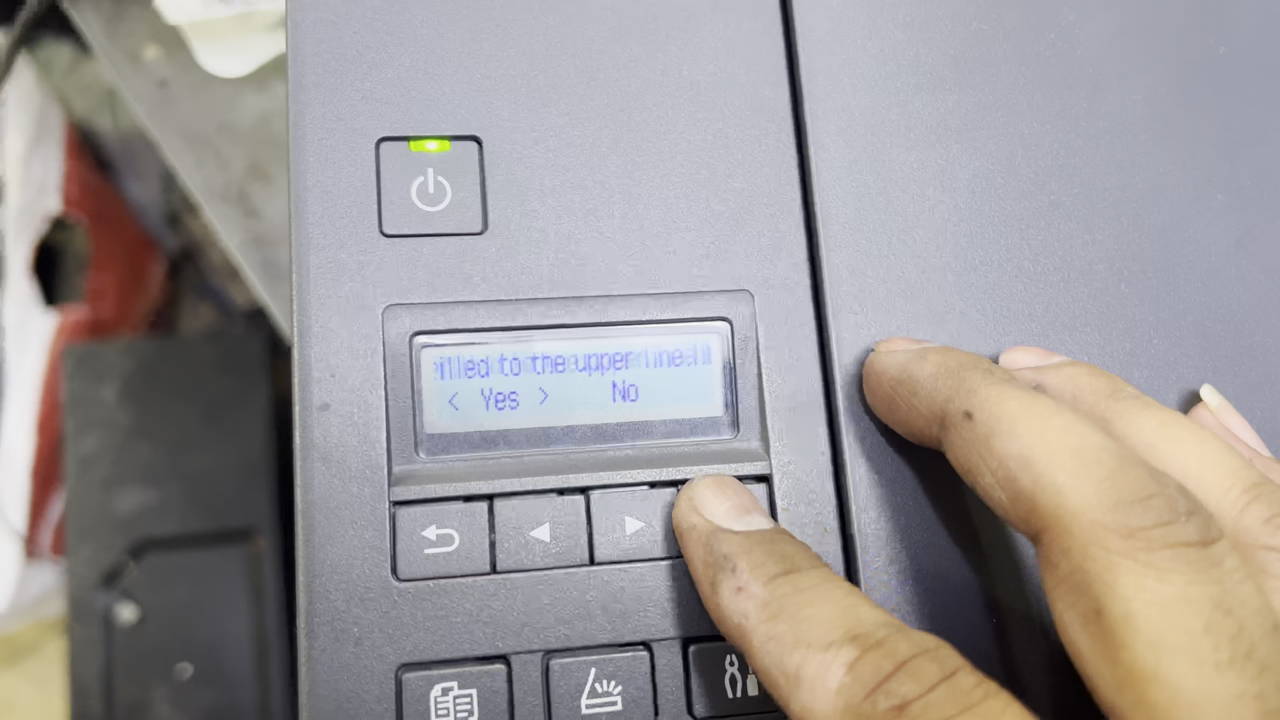 illed to the upper line.
< Yes > No